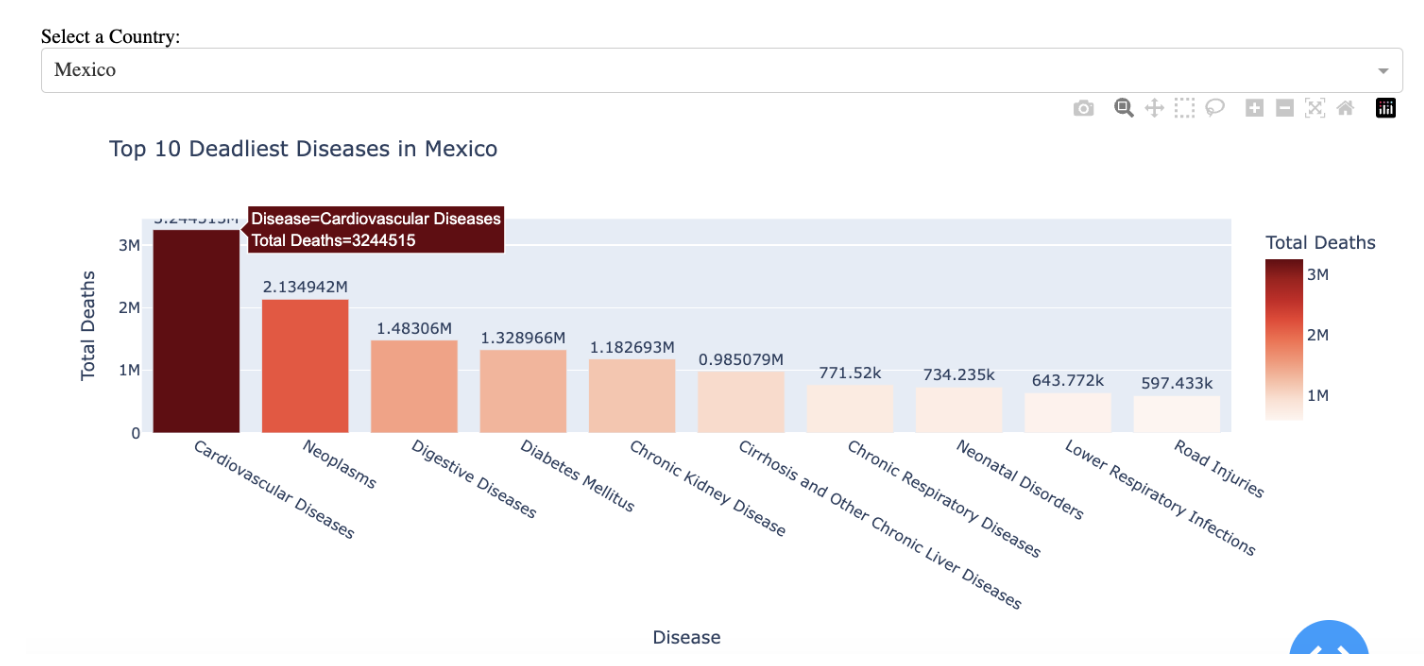 Select a Country:
Mexico
Top 10 Deadliest Diseases in Mexico
Disease=Cardiovascular Diseases
Total Deaths=3244515
3.244515M
2.134942M
1.48306M
1.328966M
1.182693M
0.985079M
771.52k
734.235k
643.772k
597.433k
3M
2M
1M
0
Total Deaths
Cardiovascular Diseases
Neoplasms
Digestive Diseases
Diabetes Mellitus
Chronic Kidney Disease
Cirrhosis and Other Chronic Liver Diseases
Chronic Respiratory Diseases
Neonatal Disorders
Lower Respiratory Infections
Road Injuries
Disease
Total Deaths
3M
2M
1M